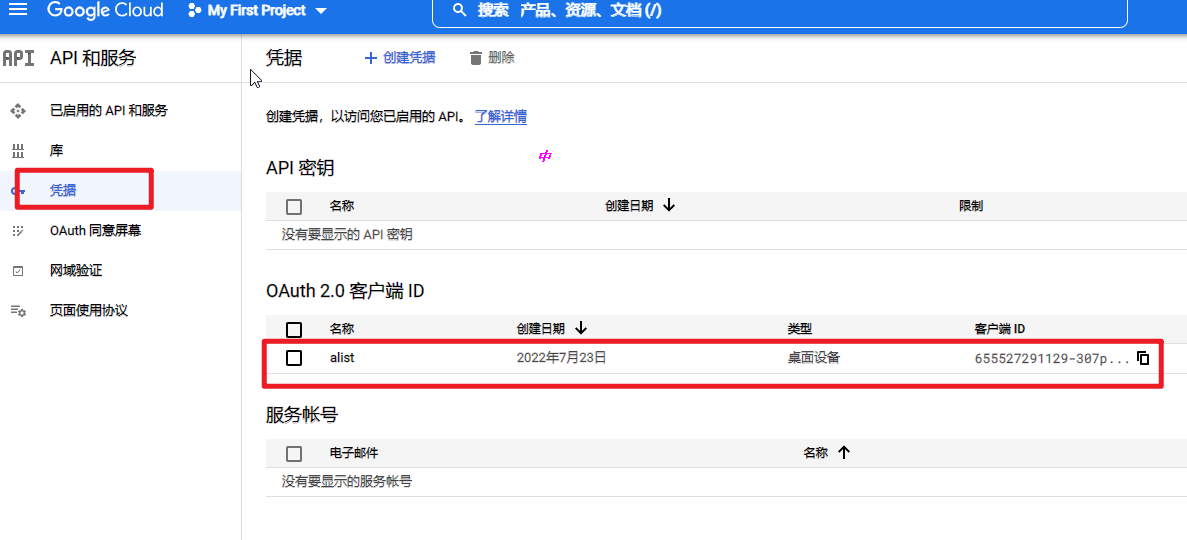 Google Cloud My First Project 搜索 产品、资源、文档 (/)
API API 和服务 凭据 + 创建凭据 删除
已启用的 API 和服务
库
凭据
OAuth 同意屏幕
网域验证
页面使用协议
创建凭据，以访问您已启用的 API。 了解详情
中
API 密钥
名称 创建日期 限制
没有要显示的 API 密钥
OAuth 2.0 客户端 ID
名称 创建日期 类型 客户端 ID
alist 2022年7月23日 桌面设备 655527291129-307p...
服务帐号
电子邮件 名称
没有要显示的服务帐号